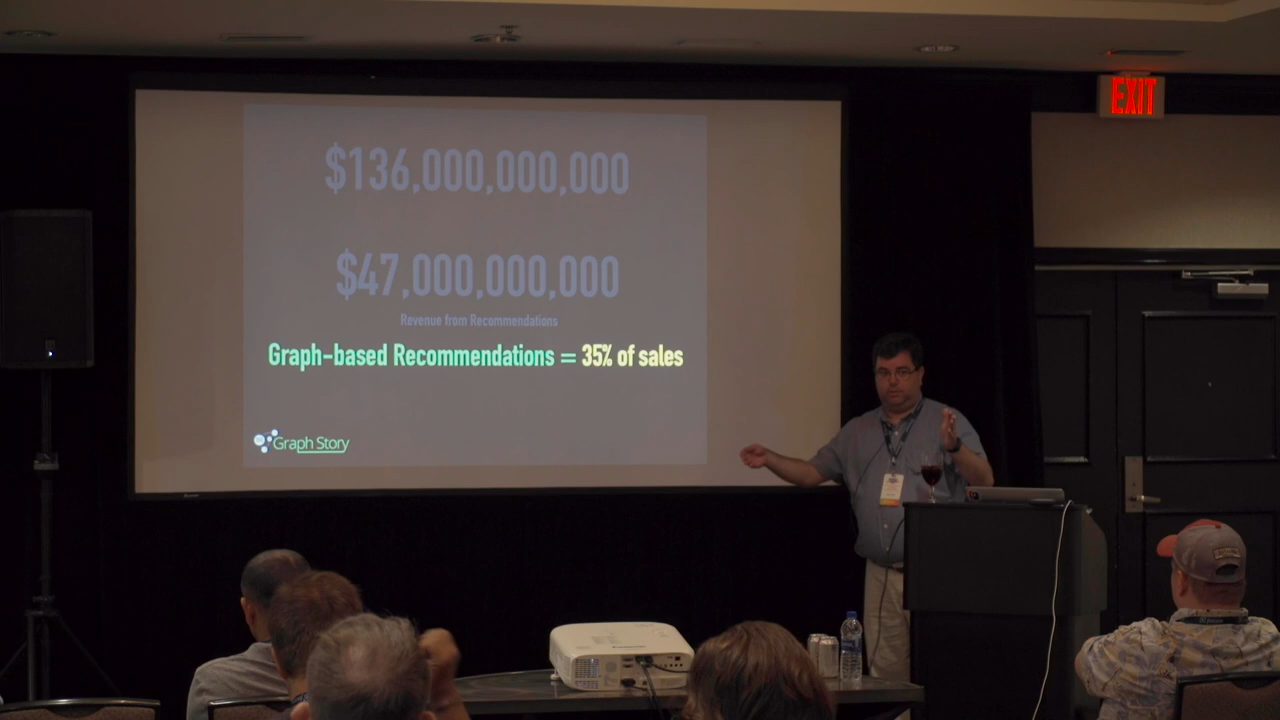 $136,000,000,000
$47,000,000,000
Revenue from Recommendations
Graph-based Recommendations = 35% of sales
Graph Story
EXIT